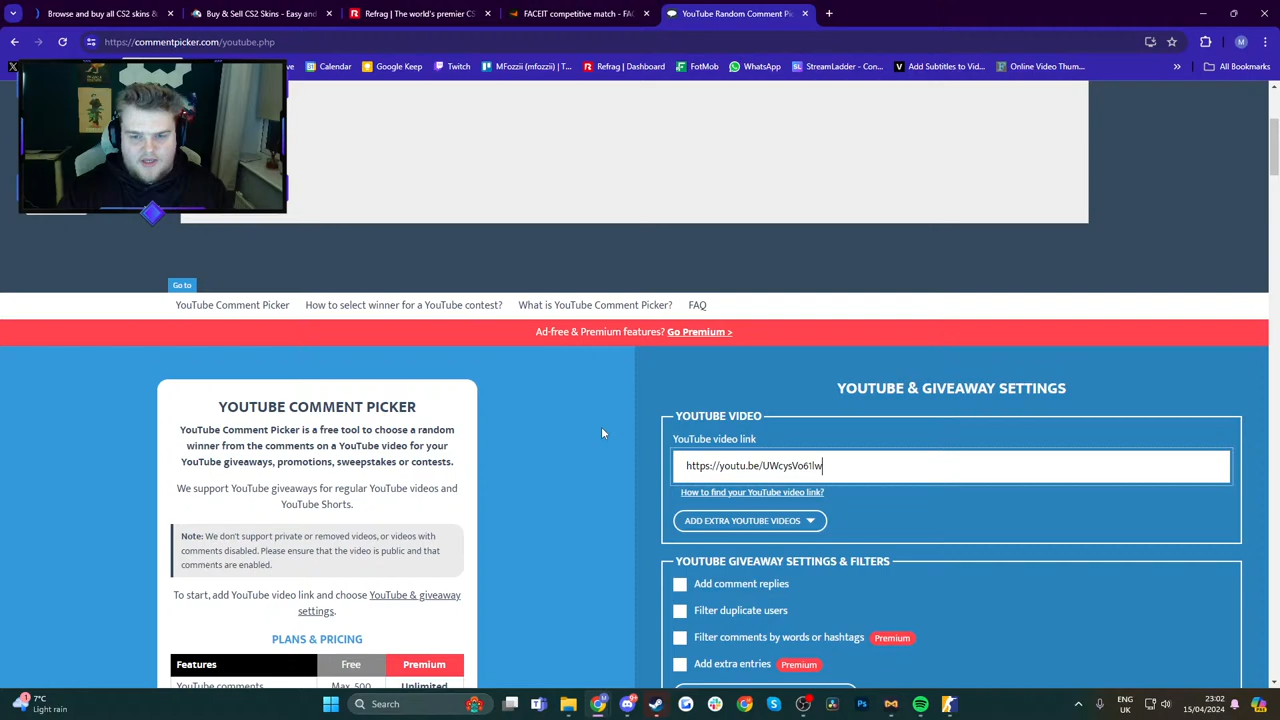 Browse and buy all CS2 skins &
Buy & Sell CS2 Skins - Easy and
Refrag | The world's premier CS
FACEIT competitive match - FAC
YouTube Random Comment Pic
https://commentpicker.com/youtube.php
M
Calendar
Google Keep
Twitch
MFozzii (mfozzii) | ...
Refrag | Dashboard
FotMob
WhatsApp
StreamLadder - Con...
Add Subtitles to Vid...
Online Video Thum...
All Bookmarks
Go to
YouTube Comment Picker
How to select winner for a YouTube contest?
What is YouTube Comment Picker?
FAQ
Ad-free & Premium features? Go Premium >
YOUTUBE COMMENT PICKER
YouTube Comment Picker is a free tool to choose a random
winner from the comments on a YouTube video for your
YouTube giveaways, promotions, sweepstakes or contests.
We support YouTube giveaways for regular YouTube videos and
YouTube Shorts.
Note: We don't support private or removed videos, or videos with
comments disabled. Please ensure that the video is public and that
comments are enabled.
To start, add YouTube video link and choose YouTube & giveaway
settings.
PLANS & PRICING
Features Free Premium
YouTube comments Max. 500 Unlimited
YOUTUBE & GIVEAWAY SETTINGS
YOUTUBE VIDEO
YouTube video link
https://youtu.be/UWcysVo61lw
How to find your YouTube video link?
ADD EXTRA YOUTUBE VIDEOS
YOUTUBE GIVEAWAY SETTINGS & FILTERS
Add comment replies
Filter duplicate users
Filter comments by words or hashtags Premium
Add extra entries Premium
7°C
Light rain
Search
ENG
UK
23:02
15/04/2024